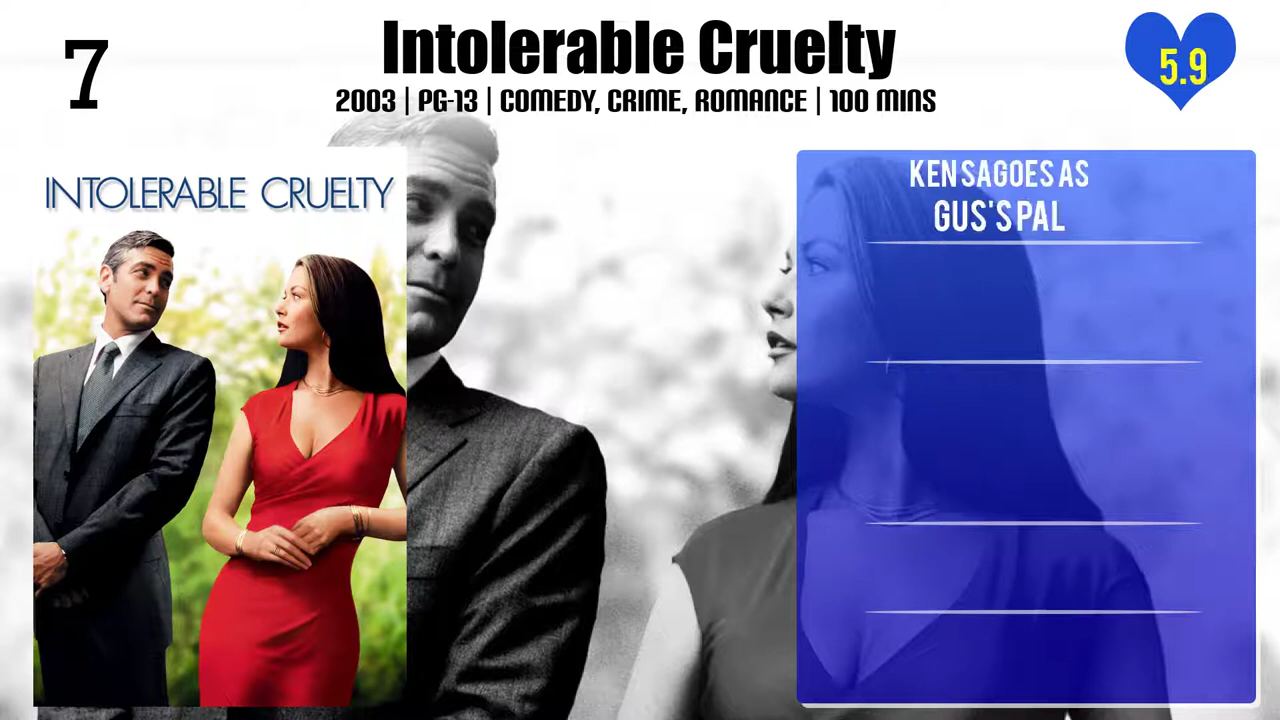 7
Intolerable Cruelty
2003 | PG-13 | COMEDY, CRIME, ROMANCE | 100 MINS
5.9
INTOLERABLE CRUELTY
KEN SAGOES AS
GUS'S PAL